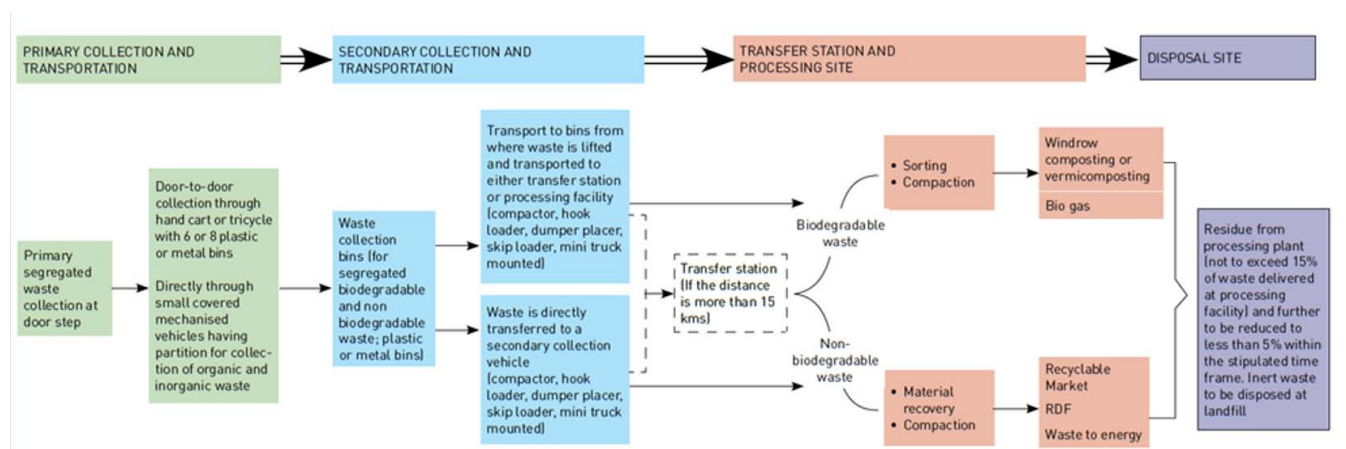 PRIMARY COLLECTION AND
TRANSPORTATION
SECONDARY COLLECTION AND
TRANSPORTATION
TRANSFER STATION AND
PROCESSING SITE
DISPOSAL SITE
Primary
segregated
waste
collection at
door step
Door-to-door
collection through
hand cart or tricycle
with 6 or 8 plastic
or metal bins
Directly through
small covered
mechanised
vehicles having
partition for collec-
tion of organic and
inorganic waste
Waste
collection
bins (for
segregated
biodegradable
and non
biodegradable
waste; plastic
or metal bins)
Transport to bins from
where waste is lifted
and transported to
either transfer station
or processing facility
(compactor, hook
loader, dumper placer,
skip loader, mini truck
mounted)
Waste is directly
transferred to a
secondary collection
vehicle
(compactor, hook
loader, dumper placer,
skip loader, mini truck
mounted)
Transfer station
(If the distance
is more than 15
kms)
Biodegradable
waste
Non-
biodegradable
waste
• Sorting
• Compaction
• Material
recovery
• Compaction
Windrow
composting or
vermicomposting
Bio gas
Recyclable
Market
RDF
Waste to energy
Residue from
processing plant
(not to exceed 15%
of waste delivered
at processing
facility) and further
to be reduced to
less than 5% within
the stipulated time
frame. Inert waste
to be disposed at
landfill